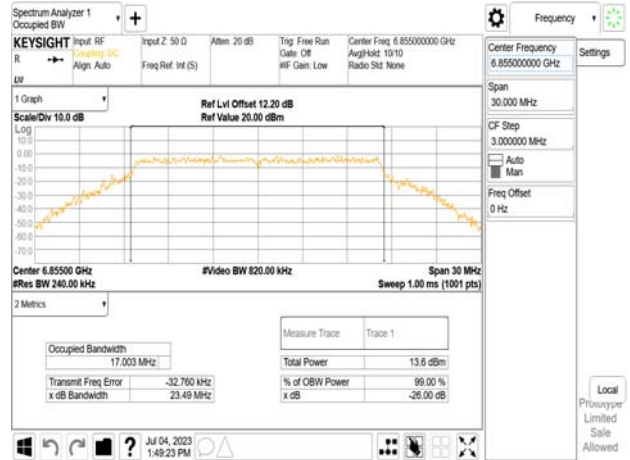 Spectrum Analyzer 1
Occupied BW
Frequency
KEYSIGHT
R
LXI
Input: RF
Coupling: DC
Align: Auto
Input Z: 50 Ω
Freq Ref: Int (S)
Atten: 20 dB
Trig: Free Run
Gate: Off
#IF Gain: Low
Center Freq: 6.855000000 GHz
Avg|Hold: 10/10
Radio Std: None
Center Frequency
6.855000000 GHz
Settings
Span
30.000 MHz
CF Step
3.000000 MHz
Auto
Man
Freq Offset
0 Hz
1 Graph
Scale/Div 10.0 dB
Ref Lvl Offset 12.20 dB
Ref Value 20.00 dBm
Log
10.0
0.00
-10.0
-20.0
-30.0
-40.0
-50.0
-60.0
-70.0
Center 6.85500 GHz
#Video BW 820.00 kHz
Span 30 MHz
#Res BW 240.00 kHz
Sweep 1.00 ms (1001 pts)
2 Metrics
Measure Trace
Trace 1
Occupied Bandwidth
17.003 MHz
Total Power
13.6 dBm
Transmit Freq Error
-32.760 kHz
% of OBW Power
99.00 %
x dB Bandwidth
23.49 MHz
x dB
-26.00 dB
Local
Prototype
Limited
Sale
Allowed
?
Jul 04, 2023
1:49:23 PM